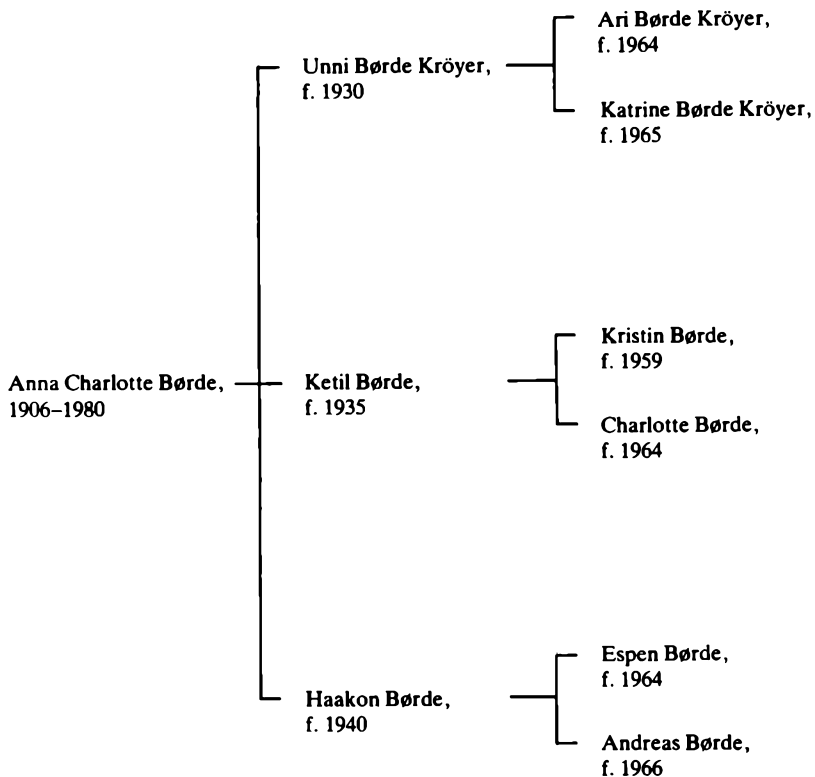 Ari Børde Kröyer,
f. 1964
Unni Børde Kröyer,
f. 1930
Katrine Børde Kröyer,
f. 1965
Kristin Børde,
f. 1959
Anna Charlotte Børde,
1906–1980
Ketil Børde,
f. 1935
Charlotte Børde,
f. 1964
Espen Børde,
f. 1964
Haakon Børde,
f. 1940
Andreas Børde,
f. 1966